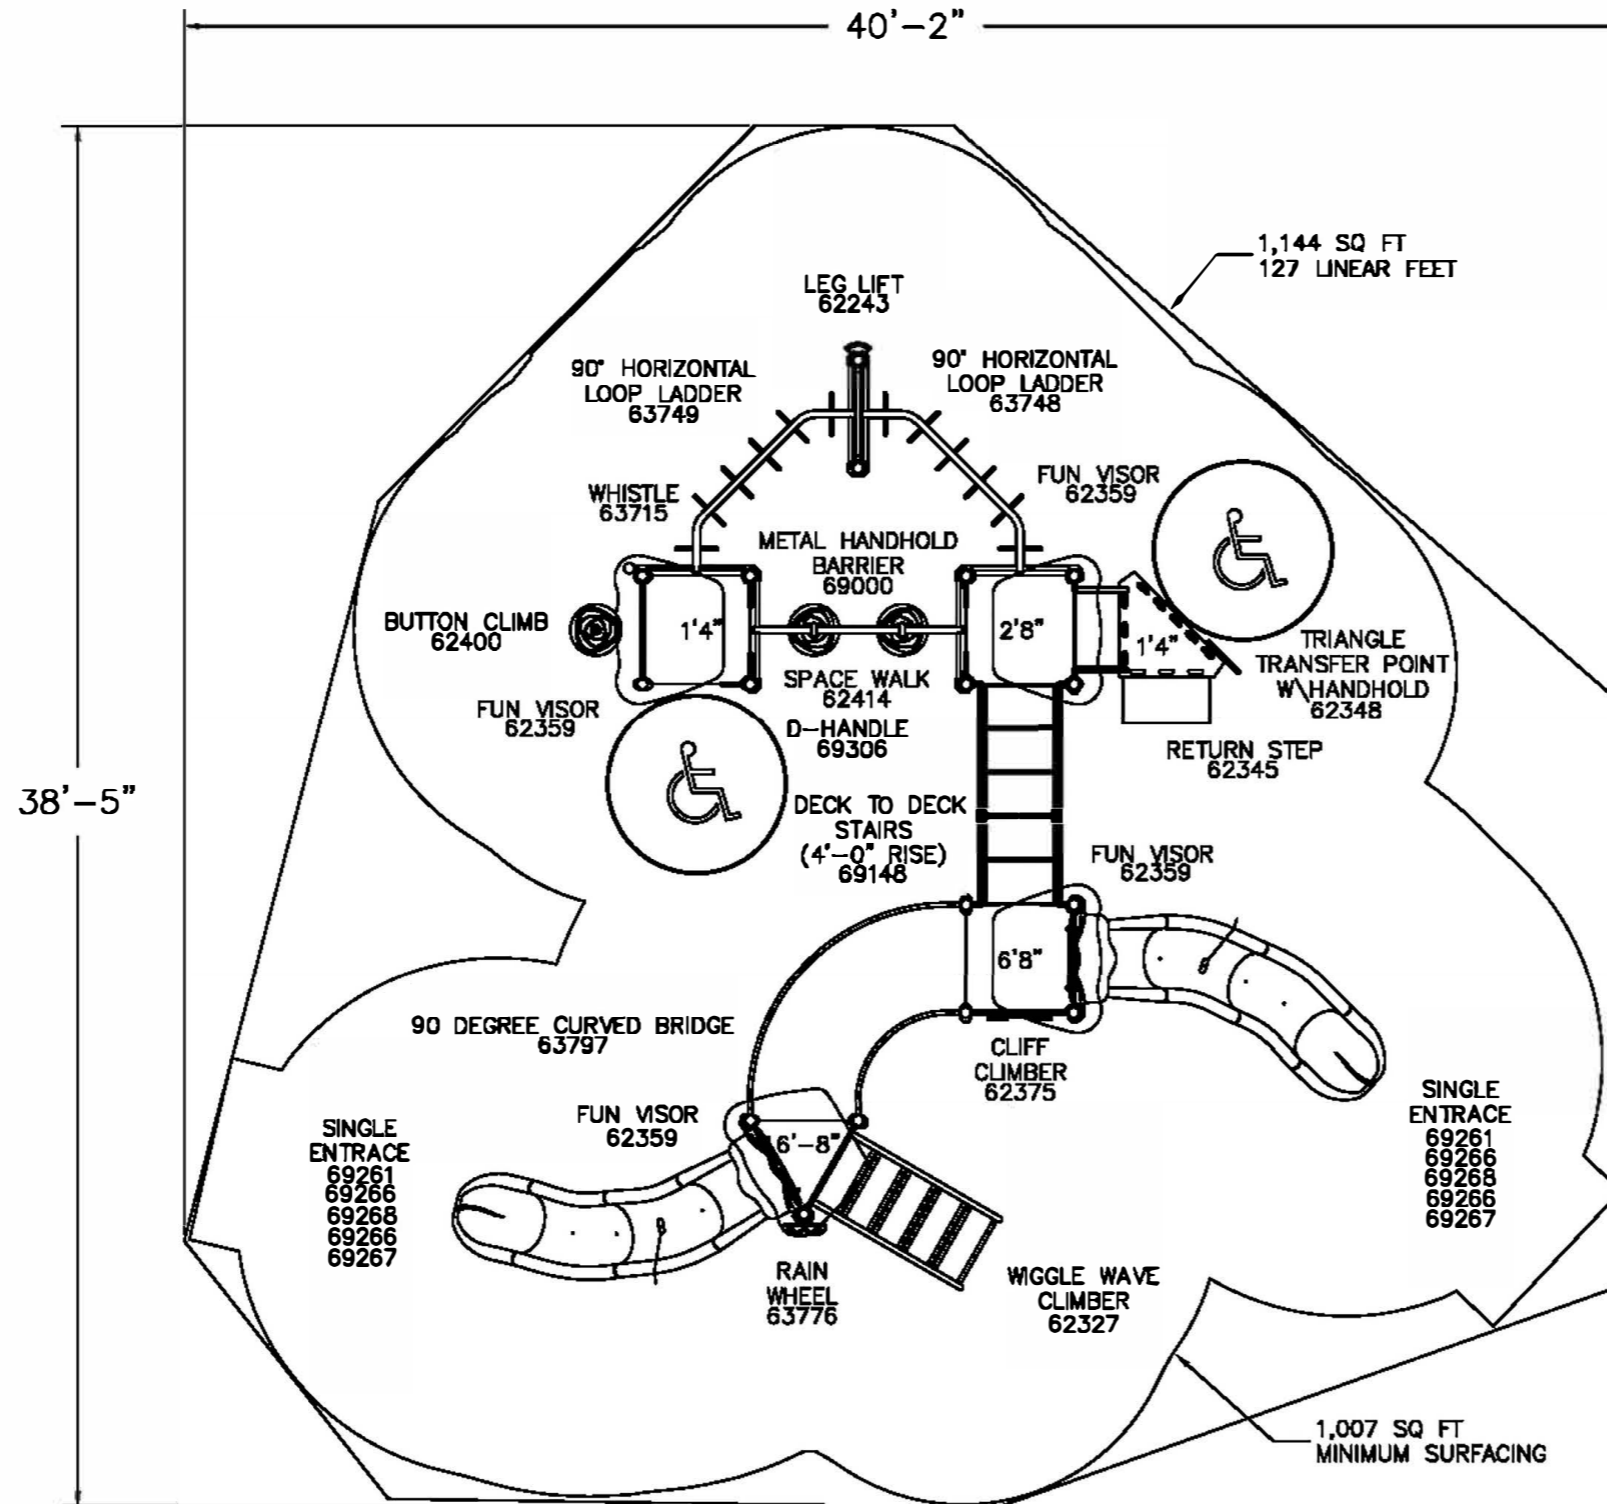 40'-2"
1,144 SQ FT
127 LINEAR FEET
LEG LIFT
62243
90° HORIZONTAL
LOOP LADDER
63749
90° HORIZONTAL
LOOP LADDER
63748
FUN VISOR
62359
WHISTLE
63715
METAL HANDHOLD
BARRIER
69000
BUTTON CLIMB
62400
1'4"
2'8"
1'4"
TRIANGLE
TRANSFER POINT
W\HANDHOLD
62348
SPACE WALK
62414
FUN VISOR
62359
D-HANDLE
69306
RETURN STEP
62345
38'-5"
DECK TO DECK
STAIRS
(4'-0" RISE)
69148
FUN VISOR
62359
6'8"
90 DEGREE CURVED BRIDGE
63797
CLIFF
CLIMBER
62375
FUN VISOR
62359
6'-8"
SINGLE
ENTRACE
69261
69266
69268
69266
69267
SINGLE
ENTRACE
69261
69266
69268
69266
69267
RAIN
WHEEL
63776
WIGGLE WAVE
CLIMBER
62327
1,007 SQ FT
MINIMUM SURFACING